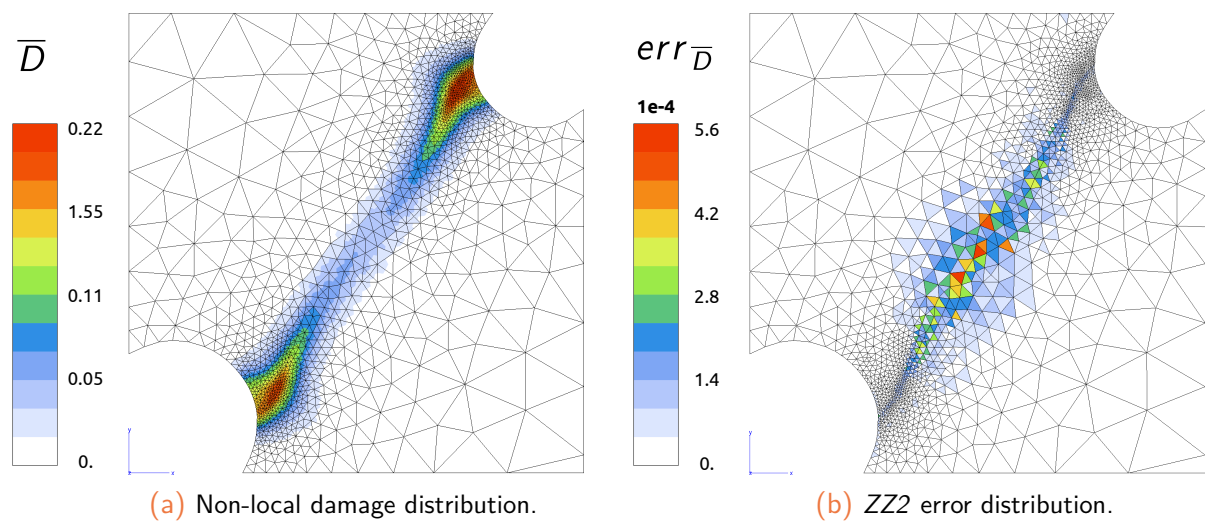 D̅
0.22
1.55
0.11
0.05
0.
y
z
x
(a) Non-local damage distribution.
err_D̅
1e-4
5.6
4.2
2.8
1.4
0.
y
z
x
(b) ZZ2 error distribution.